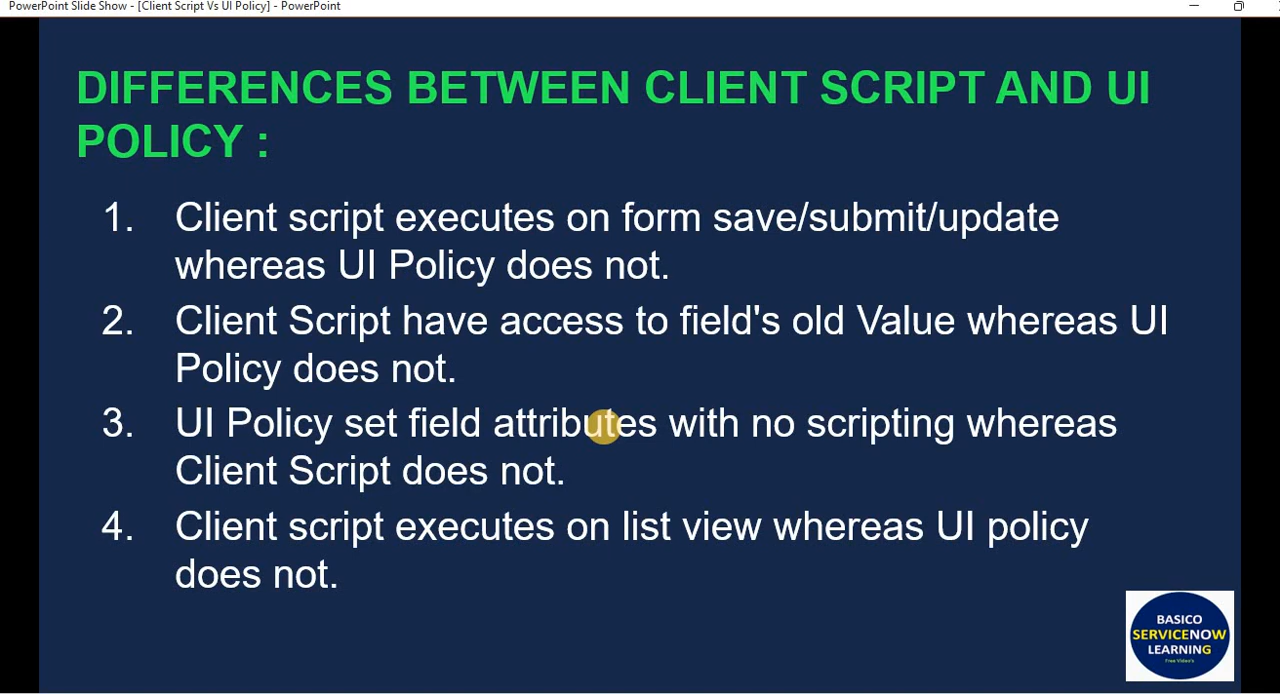 PowerPoint Slide Show - [Client Script Vs UI Policy] - PowerPoint
DIFFERENCES BETWEEN CLIENT SCRIPT AND UI
POLICY :
1. Client script executes on form save/submit/update
whereas UI Policy does not.
2. Client Script have access to field's old Value whereas UI
Policy does not.
3. UI Policy set field attributes with no scripting whereas
Client Script does not.
4. Client script executes on list view whereas UI policy
does not.
BASICO
SERVICENOW
LEARNING
Free Video's